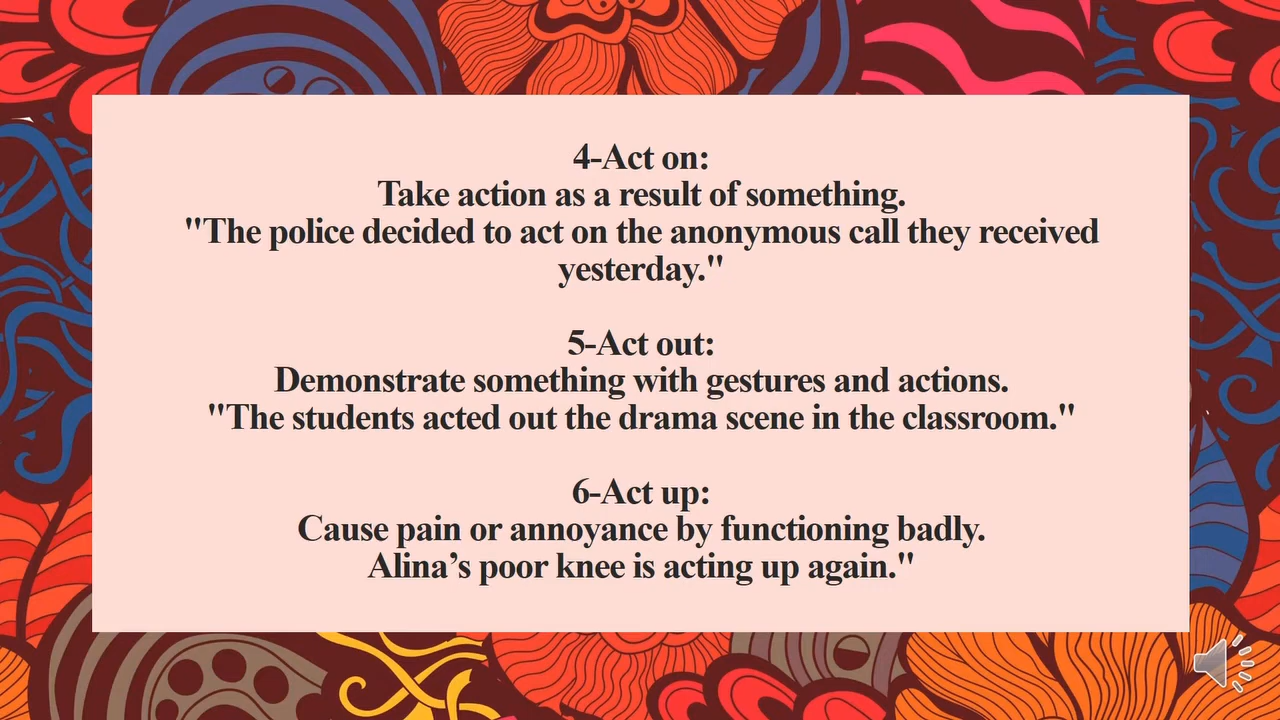 4-Act on:
Take action as a result of something.
"The police decided to act on the anonymous call they received
yesterday."
5-Act out:
Demonstrate something with gestures and actions.
"The students acted out the drama scene in the classroom."
6-Act up:
Cause pain or annoyance by functioning badly.
Alina’s poor knee is acting up again."